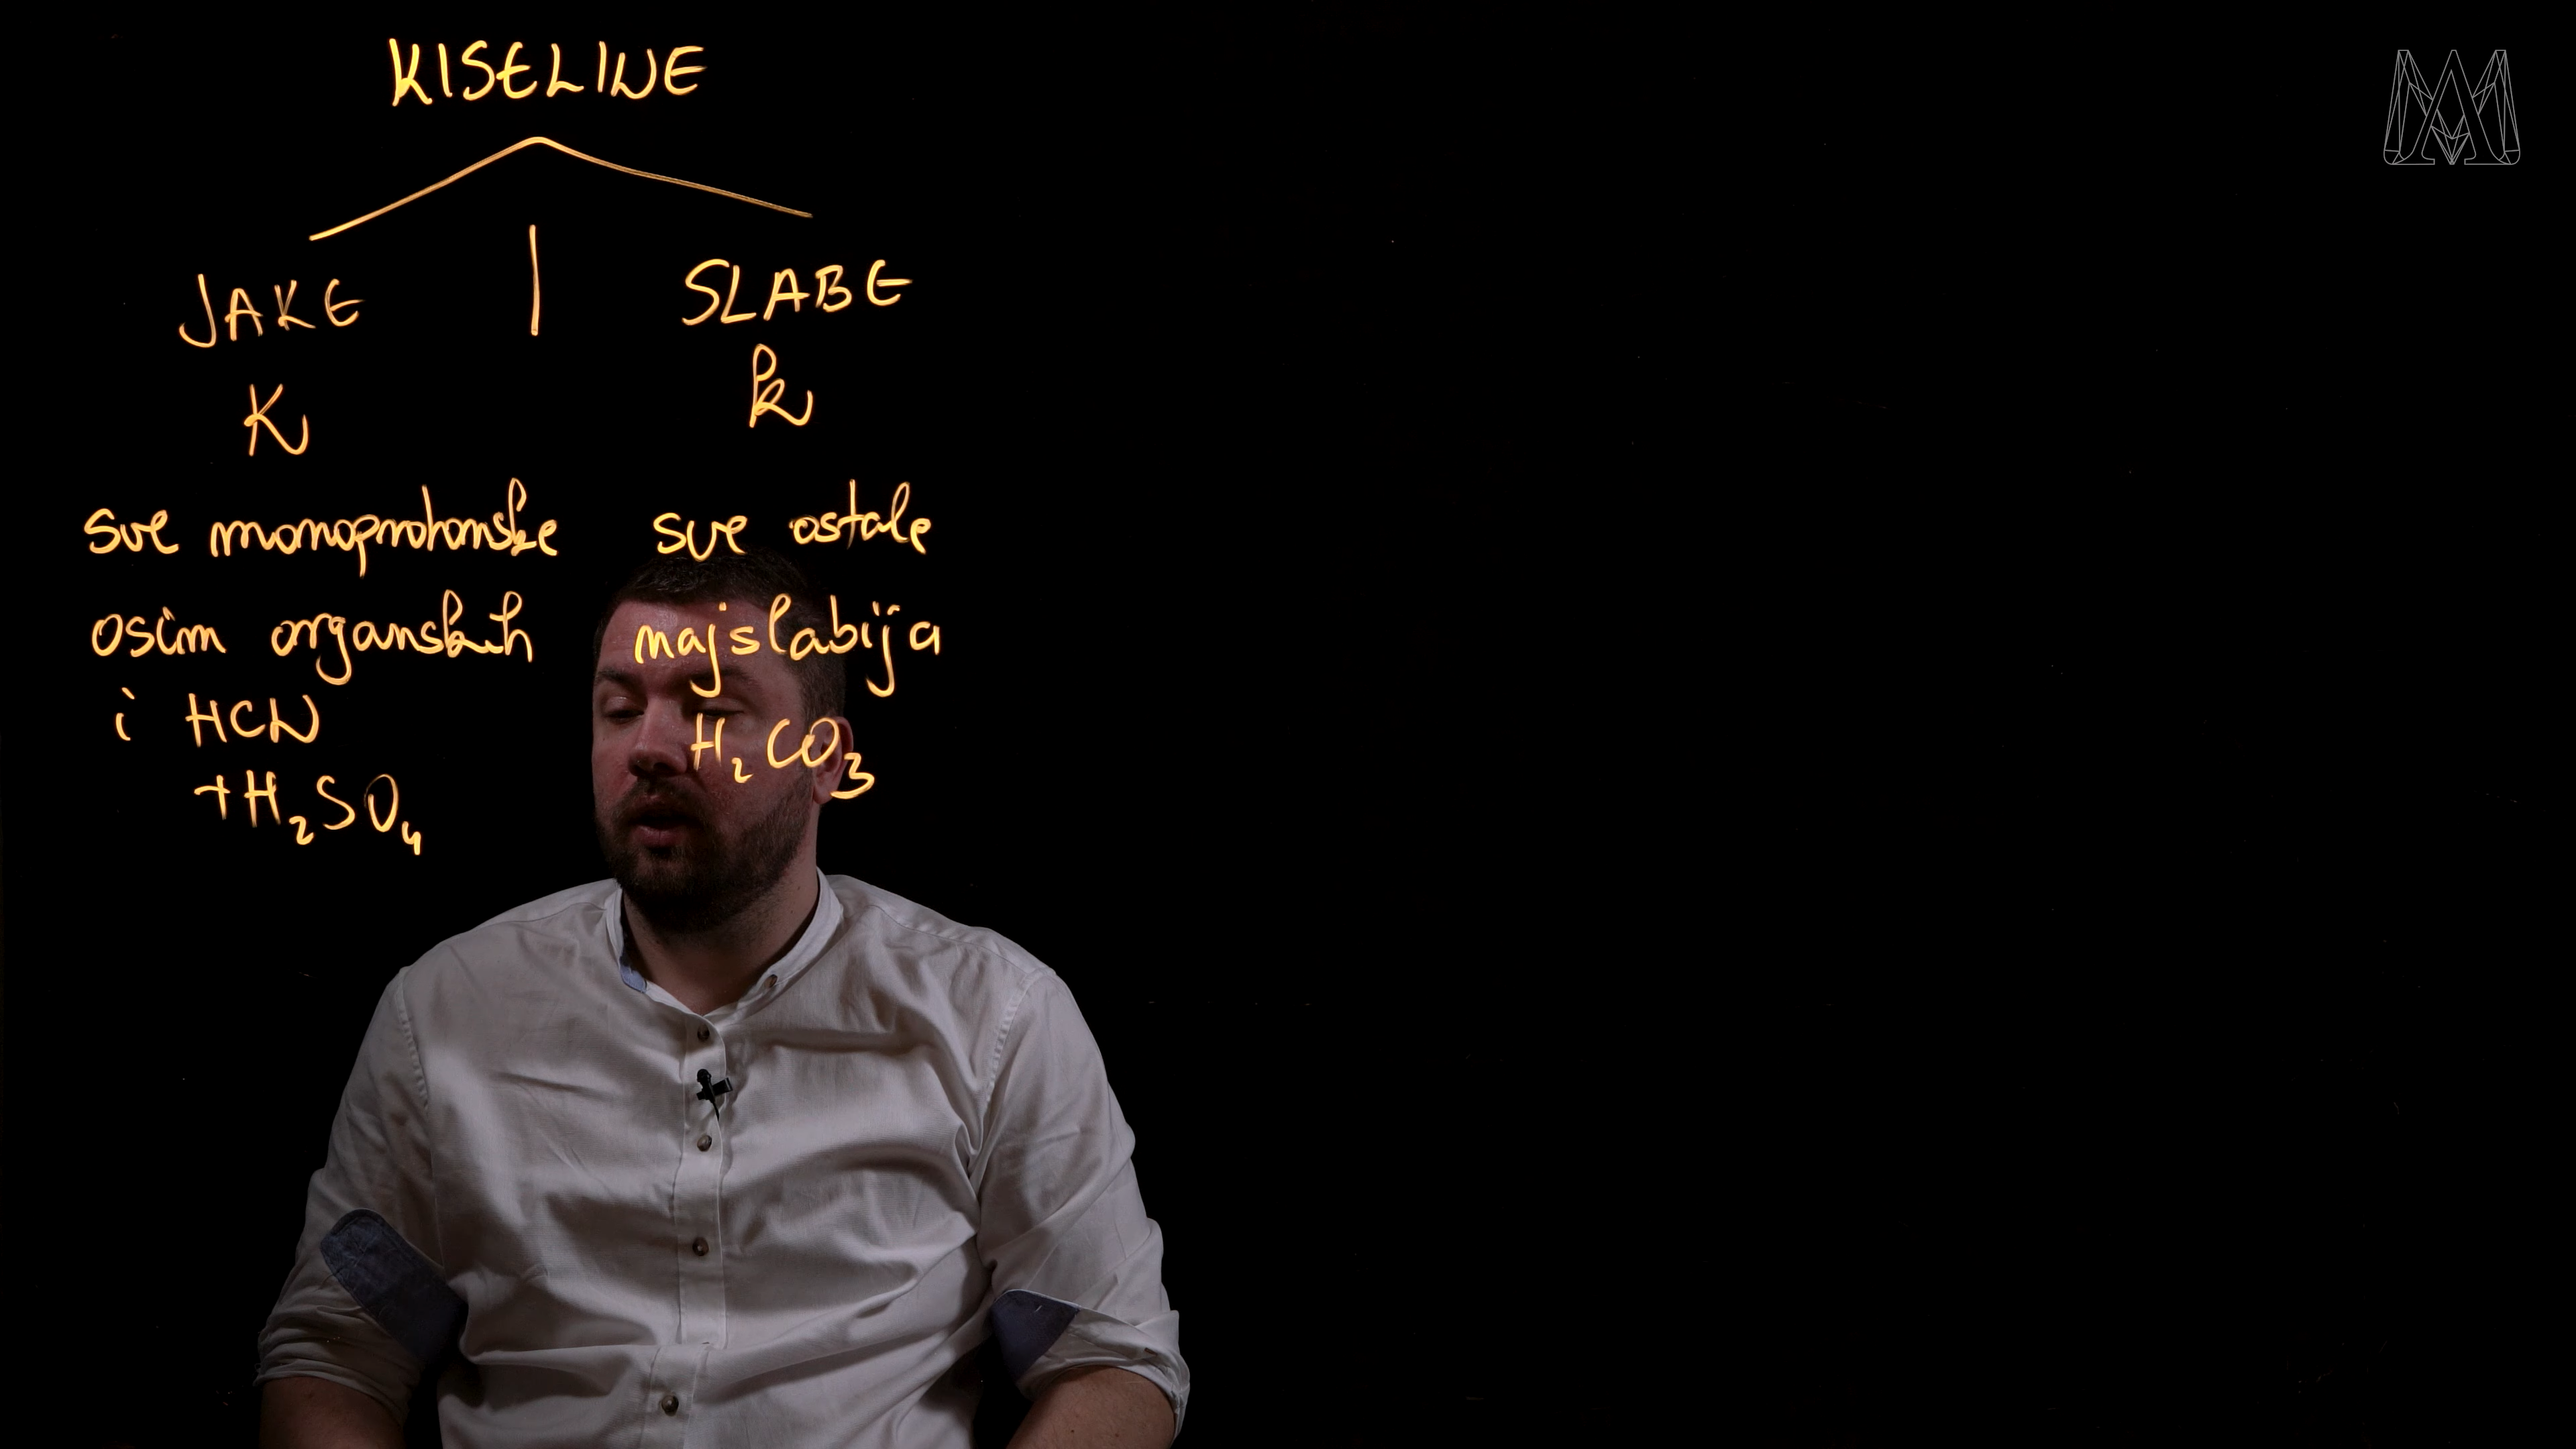 KISELINE
JAKE
K
sve monoprotonske
osim organskih
i HCN
+H₂SO₄
SLABE
k
sve ostale
najslabija
H₂CO₃